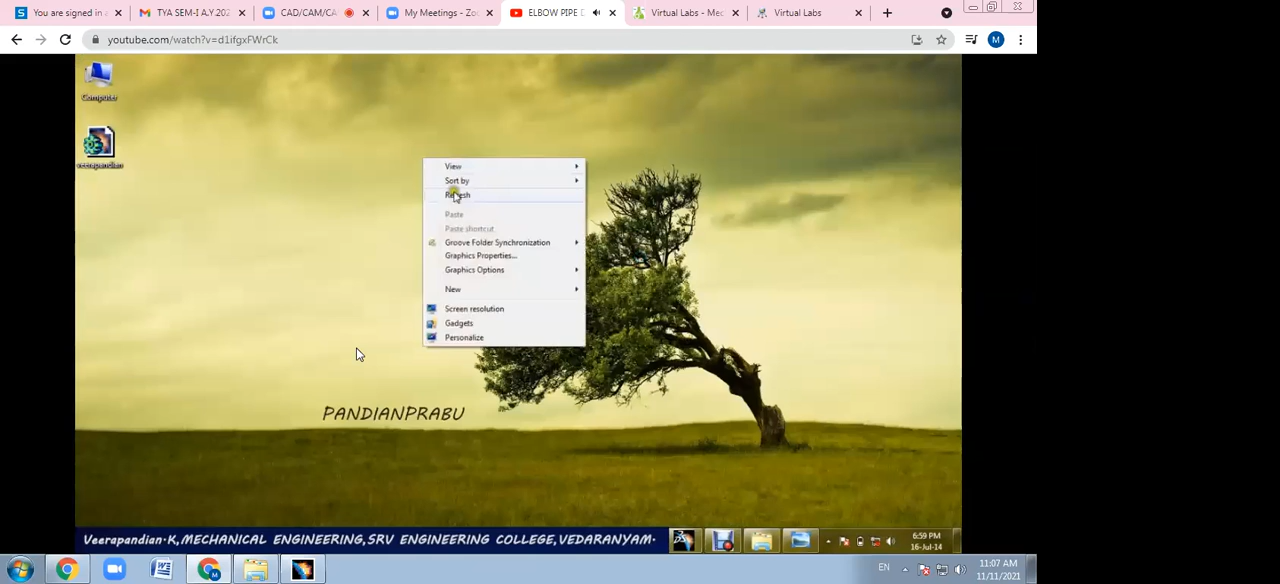 You are signed in a
TYA SEM-I A.Y.202
CAD/CAM/CA
My Meetings - Zoo
ELBOW PIPE D
Virtual Labs - Mec
Virtual Labs
youtube.com/watch?v=d1ifgxFWrCk
M
Computer
veerapandian
View
Sort by
Refresh
Paste
Paste shortcut
Groove Folder Synchronization
Graphics Properties...
Graphics Options
New
Screen resolution
Gadgets
Personalize
PANDIANPRABU
Veerapandian.K,MECHANICAL ENGINEERING,SRV ENGINEERING COLLEGE,VEDARANYAM.
6:59 PM
16-Jul-14
EN
11:07 AM
11/11/2021